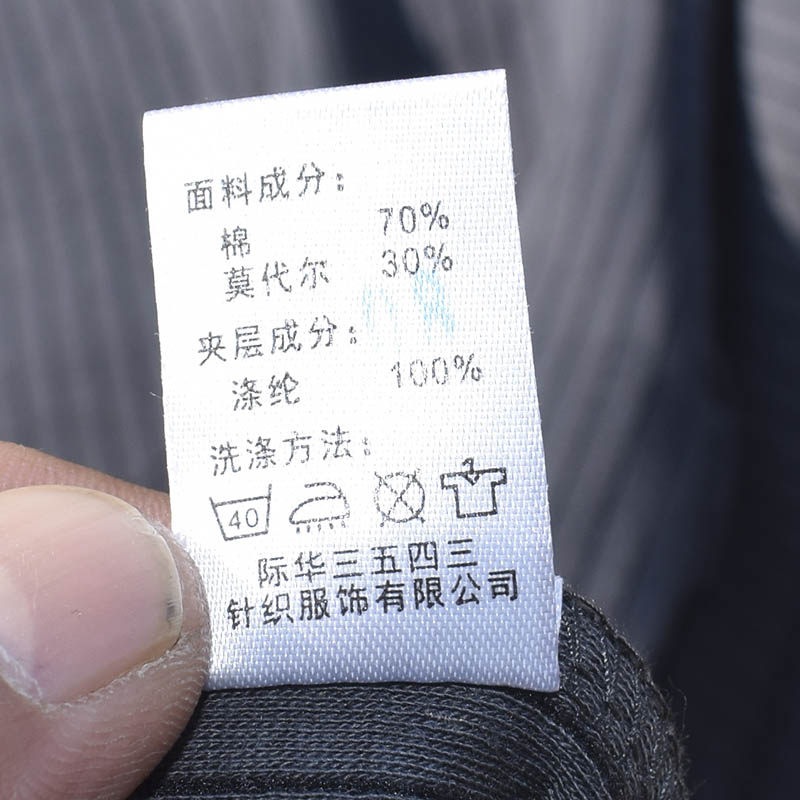 面料成分：
棉 70%
莫代尔 30%
夹层成分：
涤纶 100%
洗涤方法：
40
际华三五四三
针织服饰有限公司